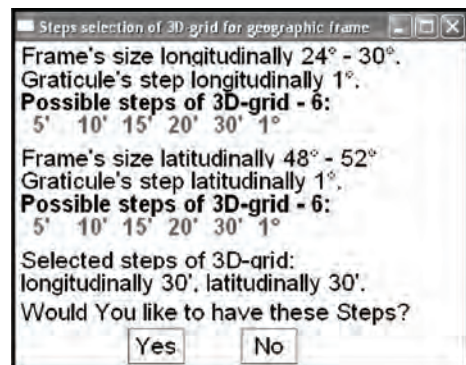 Steps selection of 3D-grid for geographic frame
Frame's size longitudinally 24° - 30°.
Graticule's step longitudinally 1°.
Possible steps of 3D-grid - 6:
5' 10' 15' 20' 30' 1°
Frame's size latitudinally 48° - 52°
Graticule's step latitudinally 1°.
Possible steps of 3D-grid - 6:
5' 10' 15' 20' 30' 1°
Selected steps of 3D-grid:
longitudinally 30', latitudinally 30'.
Would You like to have these Steps?
Yes No